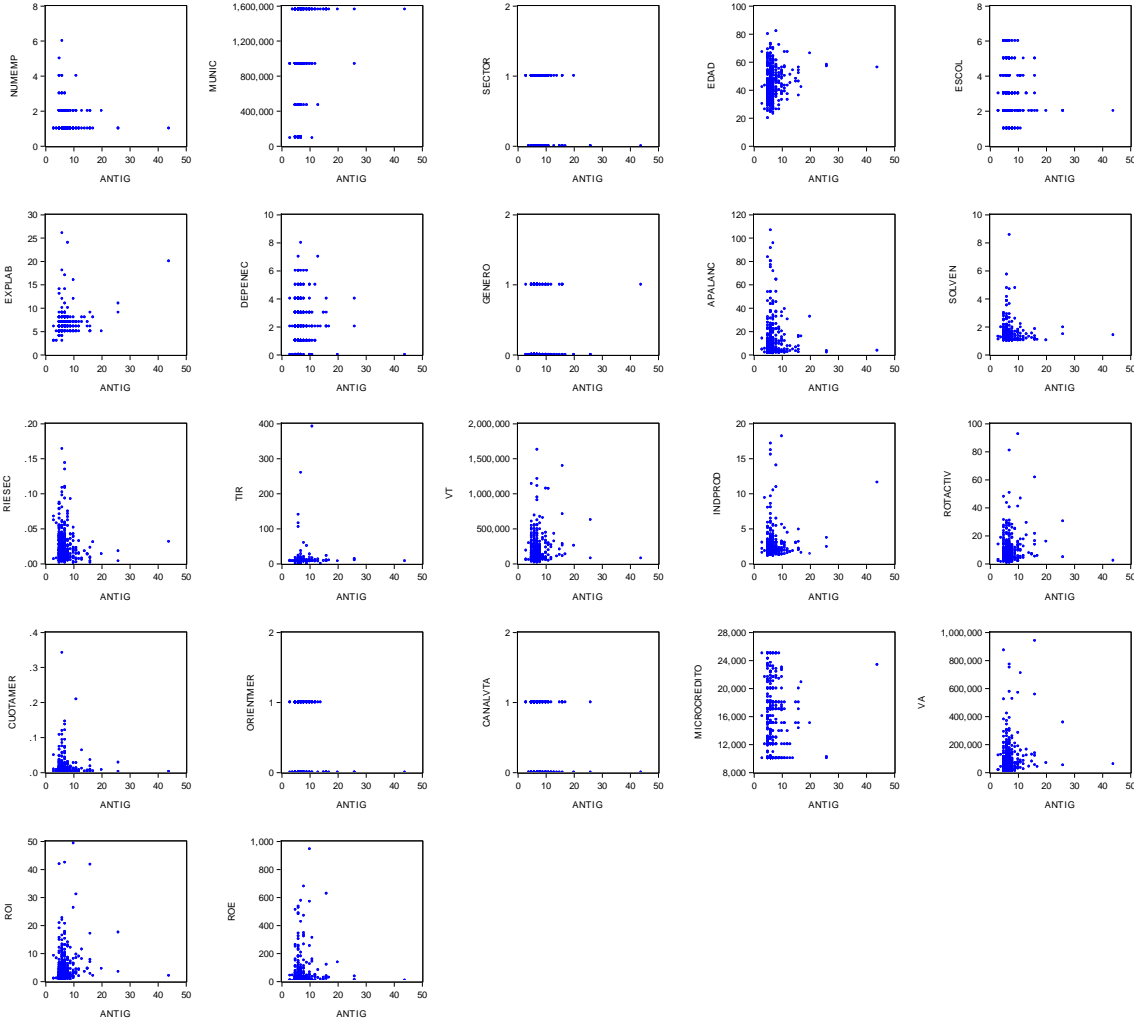 NUMEMP
8
6
4
2
0
0 10 20 30 40 50
ANTIG
MUNIC
1,600,000
1,200,000
800,000
400,000
0
0 10 20 30 40 50
ANTIG
SECTOR
2
1
0
0 10 20 30 40 50
ANTIG
EDAD
100
80
60
40
20
0
0 10 20 30 40 50
ANTIG
ESCOL
8
6
4
2
0
0 10 20 30 40 50
ANTIG
EXPLAB
30
25
20
15
10
5
0
0 10 20 30 40 50
ANTIG
DEPENEC
10
8
6
4
2
0
0 10 20 30 40 50
ANTIG
GENERO
2
1
0
0 10 20 30 40 50
ANTIG
APALANC
120
100
80
60
40
20
0
0 10 20 30 40 50
ANTIG
SOLVEN
10
8
6
4
2
0
0 10 20 30 40 50
ANTIG
RIESEC
.20
.15
.10
.05
.00
0 10 20 30 40 50
ANTIG
TIR
400
300
200
100
0
0 10 20 30 40 50
ANTIG
VT
2,000,000
1,500,000
1,000,000
500,000
0
0 10 20 30 40 50
ANTIG
INDPROD
20
15
10
5
0
0 10 20 30 40 50
ANTIG
ROTACTIV
100
80
60
40
20
0
0 10 20 30 40 50
ANTIG
CUOTAMER
.4
.3
.2
.1
.0
0 10 20 30 40 50
ANTIG
ORIENTMER
2
1
0
0 10 20 30 40 50
ANTIG
CANALVTA
2
1
0
0 10 20 30 40 50
ANTIG
MICROCREDITO
28,000
24,000
20,000
16,000
12,000
8,000
0 10 20 30 40 50
ANTIG
VA
1,000,000
800,000
600,000
400,000
200,000
0
0 10 20 30 40 50
ANTIG
ROI
50
40
30
20
10
0
0 10 20 30 40 50
ANTIG
ROE
1,000
800
600
400
200
0
0 10 20 30 40 50
ANTIG